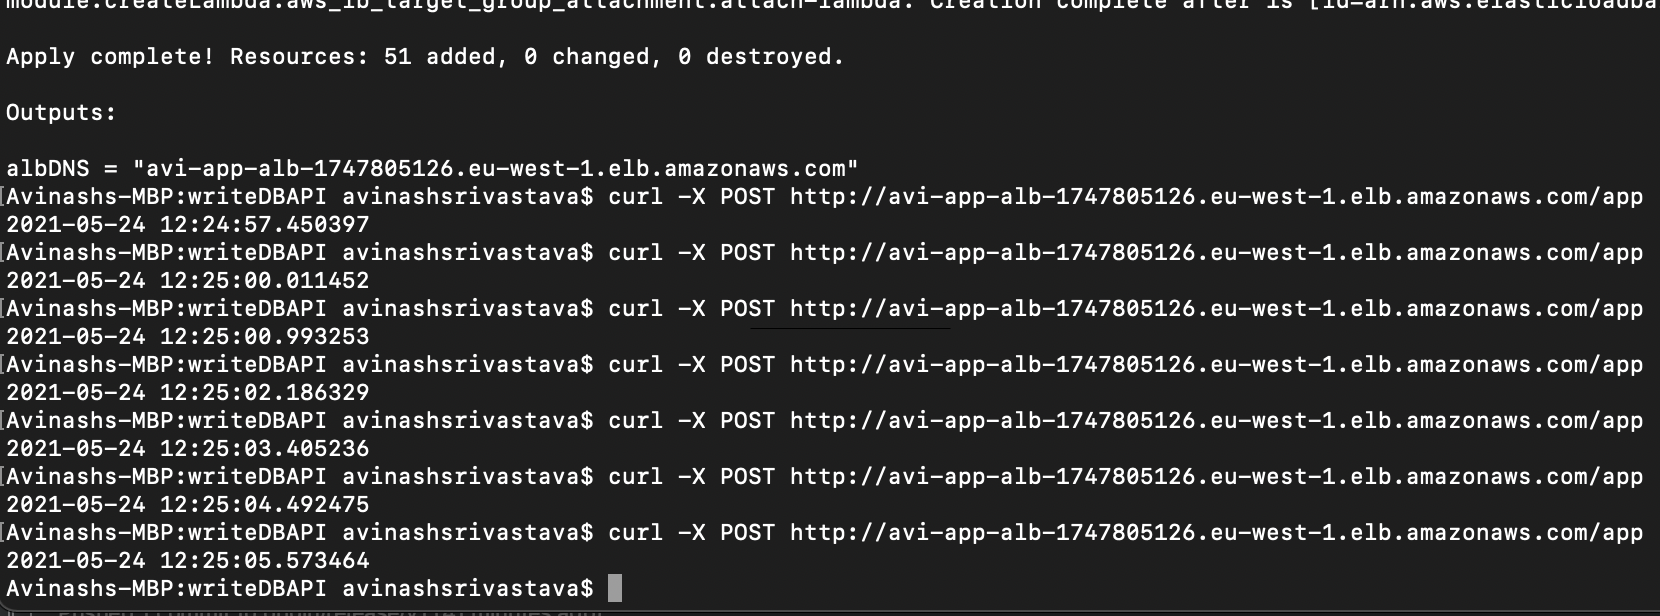 module.createLambda.aws_lb_target_group_attachment.attach-lambda: Creation complete after 1s [id=arn:aws:elasticloadba
Apply complete! Resources: 51 added, 0 changed, 0 destroyed.
Outputs:
albDNS = "avi-app-alb-1747805126.eu-west-1.elb.amazonaws.com"
[Avinashs-MBP:writeDBAPI avinashsrivastava$ curl -X POST http://avi-app-alb-1747805126.eu-west-1.elb.amazonaws.com/app
2021-05-24 12:24:57.450397
[Avinashs-MBP:writeDBAPI avinashsrivastava$ curl -X POST http://avi-app-alb-1747805126.eu-west-1.elb.amazonaws.com/app
2021-05-24 12:25:00.011452
[Avinashs-MBP:writeDBAPI avinashsrivastava$ curl -X POST http://avi-app-alb-1747805126.eu-west-1.elb.amazonaws.com/app
2021-05-24 12:25:00.993253
[Avinashs-MBP:writeDBAPI avinashsrivastava$ curl -X POST http://avi-app-alb-1747805126.eu-west-1.elb.amazonaws.com/app
2021-05-24 12:25:02.186329
[Avinashs-MBP:writeDBAPI avinashsrivastava$ curl -X POST http://avi-app-alb-1747805126.eu-west-1.elb.amazonaws.com/app
2021-05-24 12:25:03.405236
[Avinashs-MBP:writeDBAPI avinashsrivastava$ curl -X POST http://avi-app-alb-1747805126.eu-west-1.elb.amazonaws.com/app
2021-05-24 12:25:04.492475
[Avinashs-MBP:writeDBAPI avinashsrivastava$ curl -X POST http://avi-app-alb-1747805126.eu-west-1.elb.amazonaws.com/app
2021-05-24 12:25:05.573464
Avinashs-MBP:writeDBAPI avinashsrivastava$